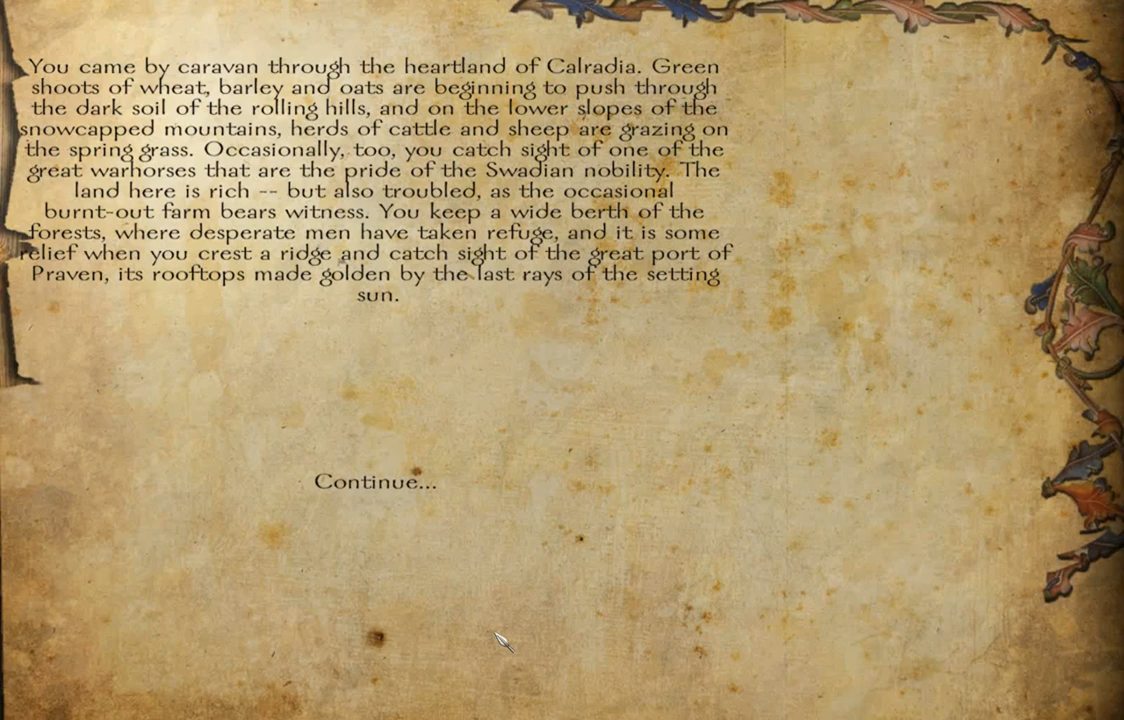 You came by caravan through the heartland of Calradia. Green
shoots of wheat, barley and oats are beginning to push through
the dark soil of the rolling hills, and on the lower slopes of the
snowcapped mountains, herds of cattle and sheep are grazing on
the spring grass. Occasionally, too, you catch sight of one of the
great warhorses that are the pride of the Swadian nobility. The
land here is rich -- but also troubled, as the occasional
burnt-out farm bears witness. You keep a wide berth of the
forests, where desperate men have taken refuge, and it is some
relief when you crest a ridge and catch sight of the great port of
Praven, its rooftops made golden by the last rays of the setting
sun.
Continue...